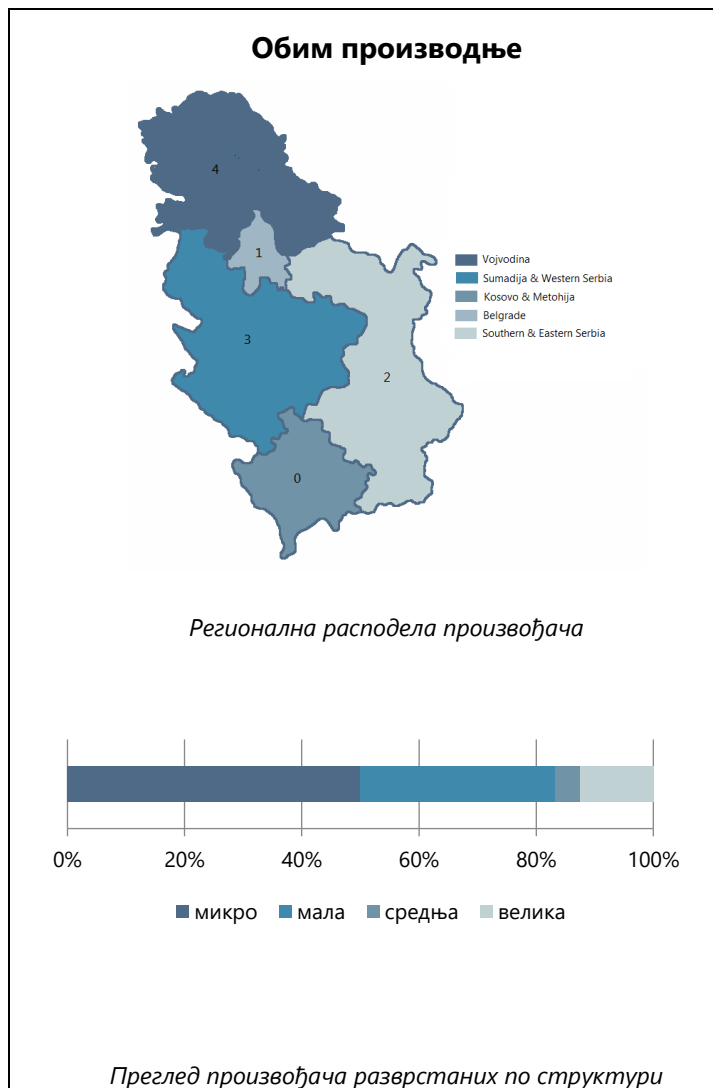 Обим производње
4
1
3
2
0
Vojvodina
Sumadija & Western Serbia
Kosovo & Metohija
Belgrade
Southern & Eastern Serbia
Регионална расподела произвођача
0% 20% 40% 60% 80% 100%
микро мала средња велика
Преглед произвођача разврстаних по структури